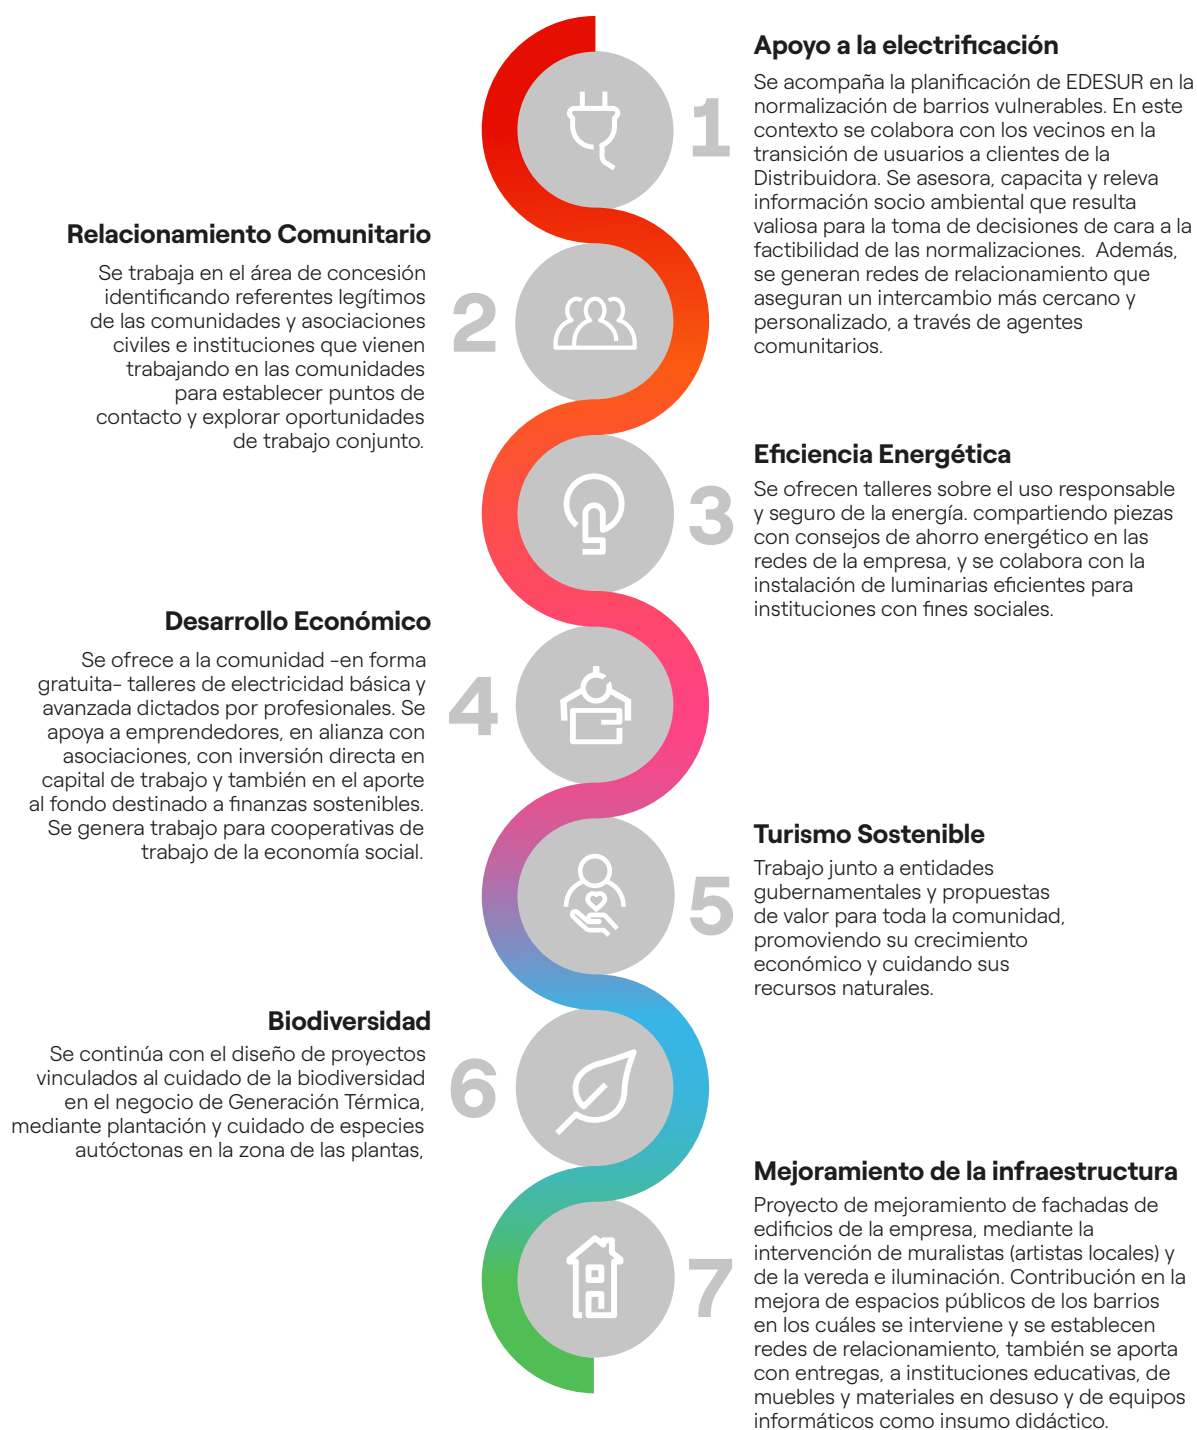 Apoyo a la electrificación
1
Se acompaña la planificación de EDESUR en la
normalización de barrios vulnerables. En este
contexto se colabora con los vecinos en la
transición de usuarios a clientes de la
Distribuidora. Se asesora, capacita y releva
información socio ambiental que resulta
valiosa para la toma de decisiones de cara a la
factibilidad de las normalizaciones. Además,
se generan redes de relacionamiento que
aseguran un intercambio más cercano y
personalizado, a través de agentes
comunitarios.
Relacionamiento Comunitario
2
Se trabaja en el área de concesión
identificando referentes legítimos
de las comunidades y asociaciones
civiles e instituciones que vienen
trabajando en las comunidades
para establecer puntos de
contacto y explorar oportunidades
de trabajo conjunto.
Eficiencia Energética
3
Se ofrecen talleres sobre el uso responsable
y seguro de la energía. compartiendo piezas
con consejos de ahorro energético en las
redes de la empresa, y se colabora con la
instalación de luminarias eficientes para
instituciones con fines sociales.
Desarrollo Económico
4
Se ofrece a la comunidad -en forma
gratuita- talleres de electricidad básica y
avanzada dictados por profesionales. Se
apoya a emprendedores, en alianza con
asociaciones, con inversión directa en
capital de trabajo y también en el aporte
al fondo destinado a finanzas sostenibles.
Se genera trabajo para cooperativas de
trabajo de la economía social.
Turismo Sostenible
5
Trabajo junto a entidades
gubernamentales y propuestas
de valor para toda la comunidad,
promoviendo su crecimiento
económico y cuidando sus
recursos naturales.
Biodiversidad
6
Se continúa con el diseño de proyectos
vinculados al cuidado de la biodiversidad
en el negocio de Generación Térmica,
mediante plantación y cuidado de especies
autóctonas en la zona de las plantas,
Mejoramiento de la infraestructura
7
Proyecto de mejoramiento de fachadas de
edificios de la empresa, mediante la
intervención de muralistas (artistas locales) y
de la vereda e iluminación. Contribución en la
mejora de espacios públicos de los barrios
en los cuáles se interviene y se establecen
redes de relacionamiento, también se aporta
con entregas, a instituciones educativas, de
muebles y materiales en desuso y de equipos
informáticos como insumo didáctico.